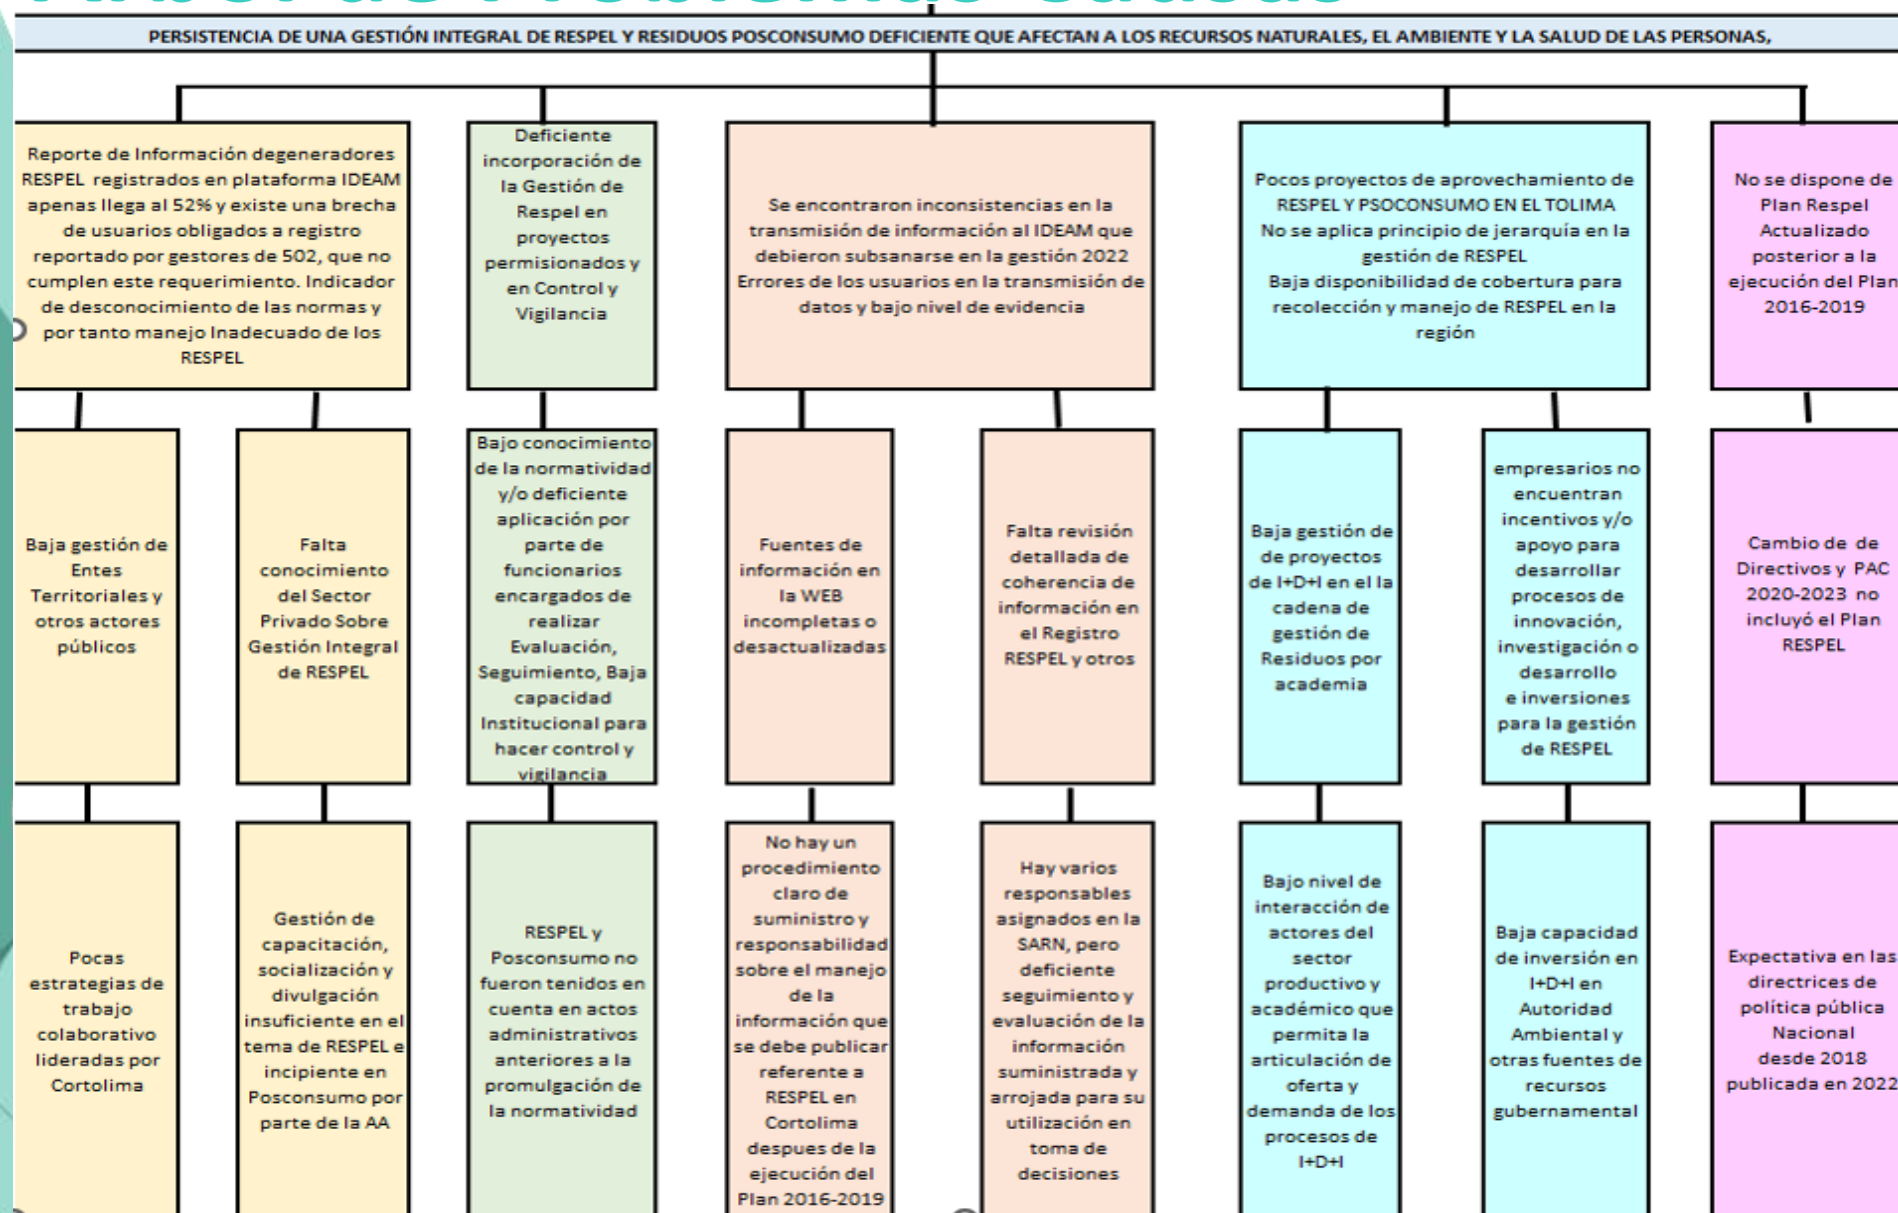 PERSISTENCIA DE UNA GESTIÓN INTEGRAL DE RESPEL Y RESIDUOS POSCONSUMO DEFICIENTE QUE AFECTAN A LOS RECURSOS NATURALES, EL AMBIENTE Y LA SALUD DE LAS PERSONAS,
Reporte de Información degeneradores
RESPEL registrados en plataforma IDEAM
apenas llega al 52% y existe una brecha
de usuarios obligados a registro
reportado por gestores de 502, que no
cumplen este requerimiento. Indicador
de desconocimiento de las normas y
por tanto manejo Inadecuado de los
RESPEL
Deficiente
incorporación de
la Gestión de
Respel en
proyectos
permisionados y
en Control y
Vigilancia
Se encontraron inconsistencias en la
transmisión de información al IDEAM que
debieron subsanarse en la gestión 2022
Errores de los usuarios en la transmisión de
datos y bajo nivel de evidencia
Pocos proyectos de aprovechamiento de
RESPEL Y PSOCONSUMO EN EL TOLIMA
No se aplica principio de jerarquía en la
gestión de RESPEL
Baja disponibilidad de cobertura para
recolección y manejo de RESPEL en la
región
No se dispone de
Plan Respel
Actualizado
posterior a la
ejecución del Plan
2016-2019
Baja gestión de
Entes
Territoriales y
otros actores
públicos
Falta
conocimiento
del Sector
Privado Sobre
Gestión Integral
de RESPEL
Bajo conocimiento
de la normatividad
y/o deficiente
aplicación por
parte de
funcionarios
encargados de
realizar
Evaluación,
Seguimiento, Baja
capacidad
Institucional para
hacer control y
vigilancia
Fuentes de
información en
la WEB
incompletas o
desactualizadas
Falta revisión
detallada de
coherencia de
información en
el Registro
RESPEL y otros
Baja gestión de
de proyectos
de I+D+I en el la
cadena de
gestión de
Residuos por
academia
empresarios no
encuentran
incentivos y/o
apoyo para
desarrollar
procesos de
innovación,
investigación o
desarrollo
e inversiones
para la gestión
de RESPEL
Cambio de de
Directivos y PAC
2020-2023 no
incluyó el Plan
RESPEL
Pocas
estrategias de
trabajo
colaborativo
lideradas por
Cortolima
Gestión de
capacitación,
socialización y
divulgación
insuficiente en el
tema de RESPEL e
incipiente en
Posconsumo por
parte de la AA
RESPEL y
Posconsumo no
fueron tenidos en
cuenta en actos
administrativos
anteriores a la
promulgación de
la normatividad
No hay un
procedimiento
claro de
suministro y
responsabilidad
sobre el manejo
de la
información que
se debe publicar
referente a
RESPEL en
Cortolima
despues de la
ejecución del
Plan 2016-2019
Hay varios
responsables
asignados en la
SARN, pero
deficiente
seguimiento y
evaluación de la
información
suministrada y
arrojada para su
utilización en
toma de
decisiones
Bajo nivel de
interacción de
actores del
sector
productivo y
académico que
permita la
articulación de
oferta y
demanda de los
procesos de
I+D+I
Baja capacidad
de inversión en
I+D+I en
Autoridad
Ambiental y
otras fuentes de
recursos
gubernamental
Expectativa en las
directrices de
política pública
Nacional
desde 2018
publicada en 2022